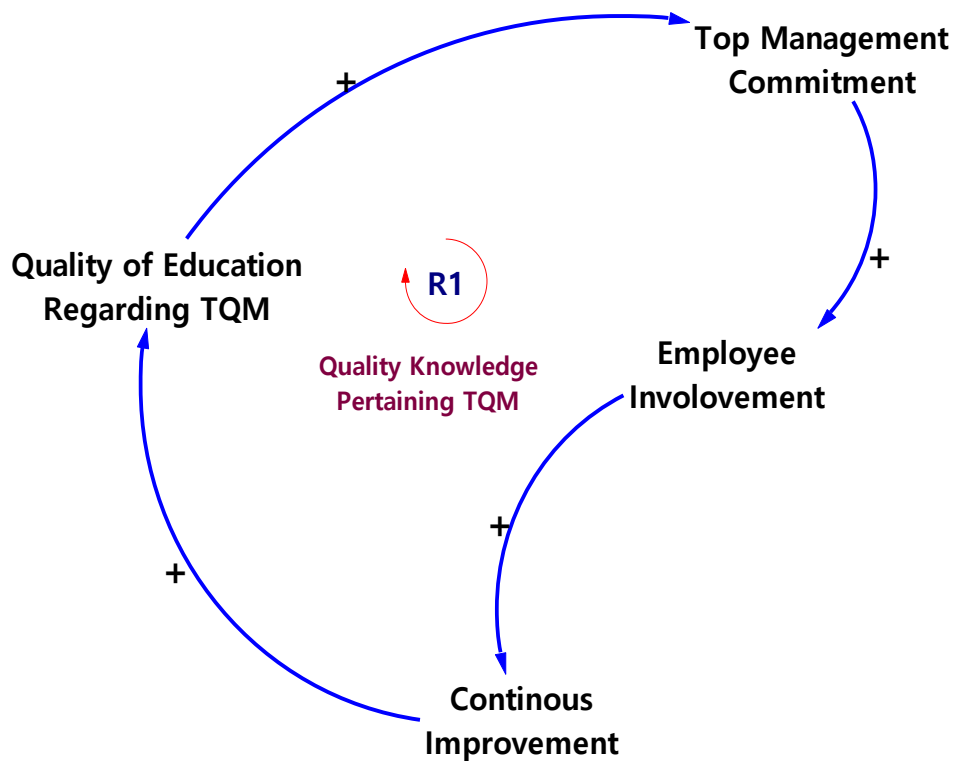 Top Management
Commitment
+
+
Quality of Education
Regarding TQM
R1
Quality Knowledge
Pertaining TQM
Employee
Involovement
+
+
Continous
Improvement